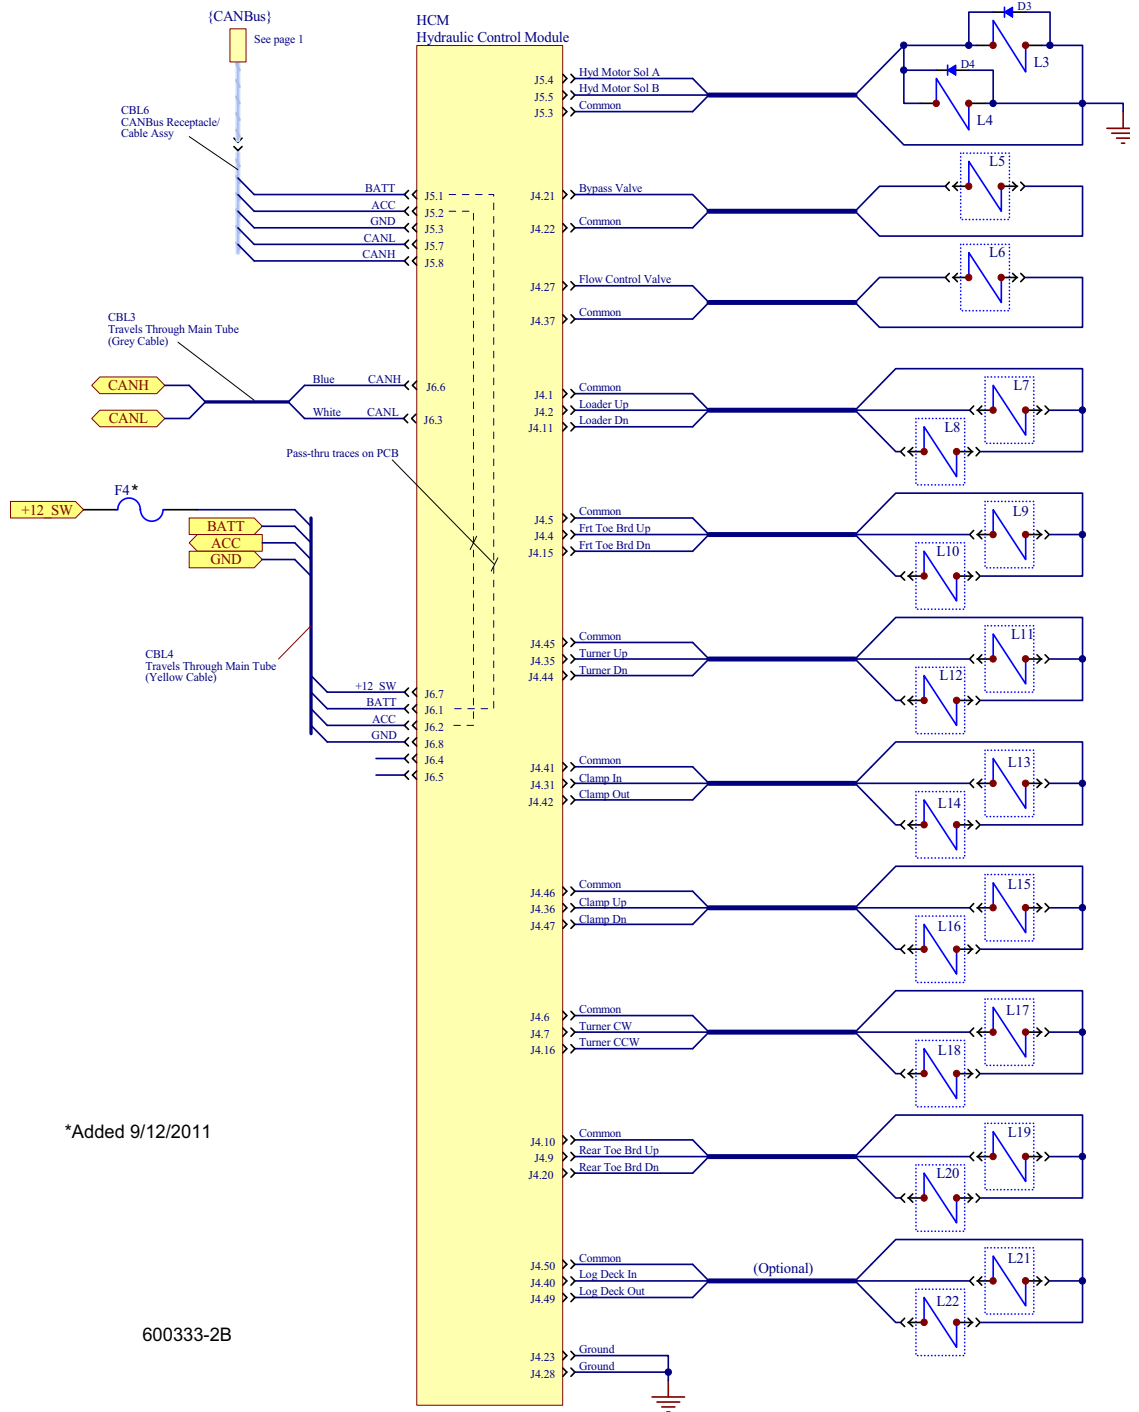 {CANBus}
See page 1
CBL6
CANBus Receptacle/
Cable Assy
BATT
ACC
GND
CANL
CANH
CBL3
Travels Through Main Tube
(Grey Cable)
CANH
CANL
Blue CANH
White CANL
Pass-thru traces on PCB
F4*
+12_SW
BATT
ACC
GND
CBL4
Travels Through Main Tube
(Yellow Cable)
+12_SW
BATT
ACC
GND
*Added 9/12/2011
600333-2B
HCM
Hydraulic Control Module
J5.1
J5.2
J5.3
J5.7
J5.8
J6.6
J6.3
J6.7
J6.1
J6.2
J6.8
J6.4
J6.5
J5.4 Hyd Motor Sol A
J5.5 Hyd Motor Sol B
J5.3 Common
D3
L3
D4
L4
J4.21 Bypass Valve
J4.22 Common
L5
J4.27 Flow Control Valve
J4.37 Common
L6
J4.1 Common
J4.2 Loader Up
J4.11 Loader Dn
L7
L8
J4.5 Common
J4.4 Frt Toe Brd Up
J4.15 Frt Toe Brd Dn
L9
L10
J4.45 Common
J4.35 Turner Up
J4.44 Turner Dn
L11
L12
J4.41 Common
J4.31 Clamp In
J4.42 Clamp Out
L13
L14
J4.46 Common
J4.36 Clamp Up
J4.47 Clamp Dn
L15
L16
J4.6 Common
J4.7 Turner CW
J4.16 Turner CCW
L17
L18
J4.10 Common
J4.9 Rear Toe Brd Up
J4.20 Rear Toe Brd Dn
L19
L20
J4.50 Common
J4.40 Log Deck In
J4.49 Log Deck Out
(Optional)
L21
L22
J4.23 Ground
J4.28 Ground